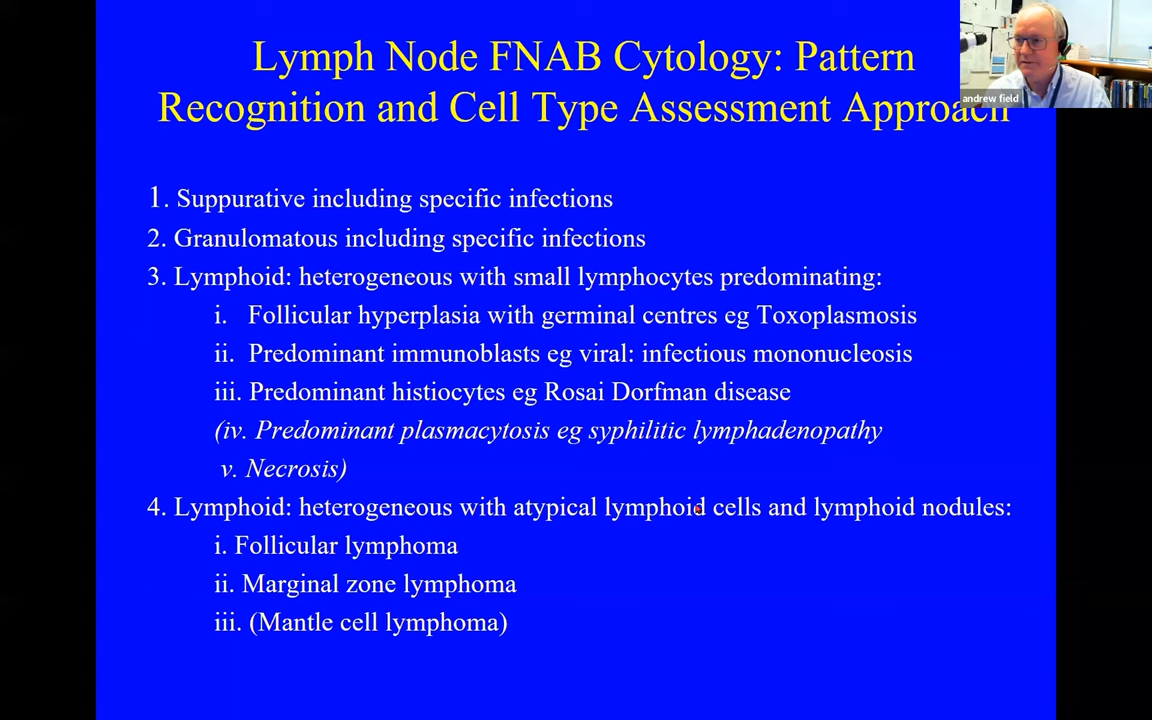 Lymph Node FNAB Cytology: Pattern
Recognition and Cell Type Assessment Approach
andrew field
1. Suppurative including specific infections
2. Granulomatous including specific infections
3. Lymphoid: heterogeneous with small lymphocytes predominating:
i. Follicular hyperplasia with germinal centres eg Toxoplasmosis
ii. Predominant immunoblasts eg viral: infectious mononucleosis
iii. Predominant histiocytes eg Rosai Dorfman disease
(iv. Predominant plasmacytosis eg syphilitic lymphadenopathy
v. Necrosis)
4. Lymphoid: heterogeneous with atypical lymphoid cells and lymphoid nodules:
i. Follicular lymphoma
ii. Marginal zone lymphoma
iii. (Mantle cell lymphoma)